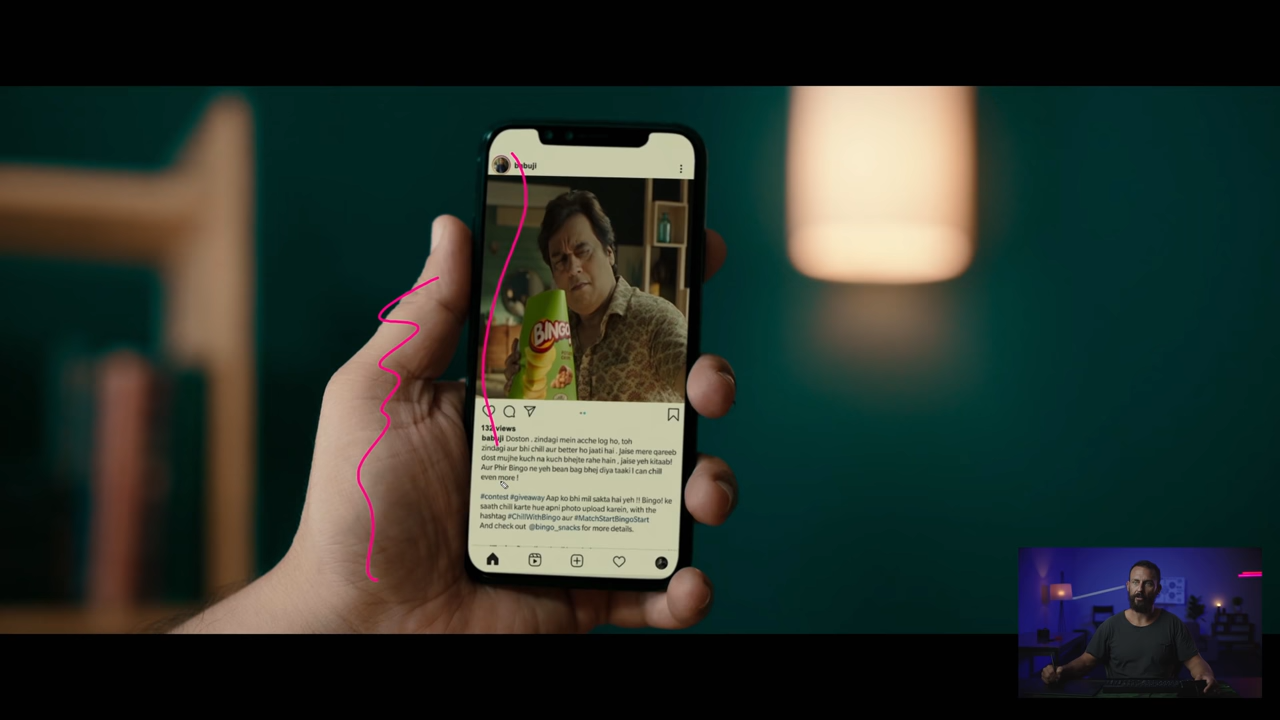 babuji
BINGO!
132 views
babuji Doston . zindagi mein acche log ho, toh
zindagi aur bhi chill aur better ho jaati hai . Jaise mere qareeb
dost mujhe kuch na kuch bhejte rahe hain , jaise yeh kitaab!
Aur Phir Bingo ne yeh bean bag bhej diya taaki I can chill
even more !
#contest #giveaway Aap ko bhi mil sakta hai yeh !! Bingo! ke
saath chill karte hue apni photo upload karein, with the
hashtag #ChillWithBingo aur #MatchStartBingoStart
And check out @bingo_snacks for more details.